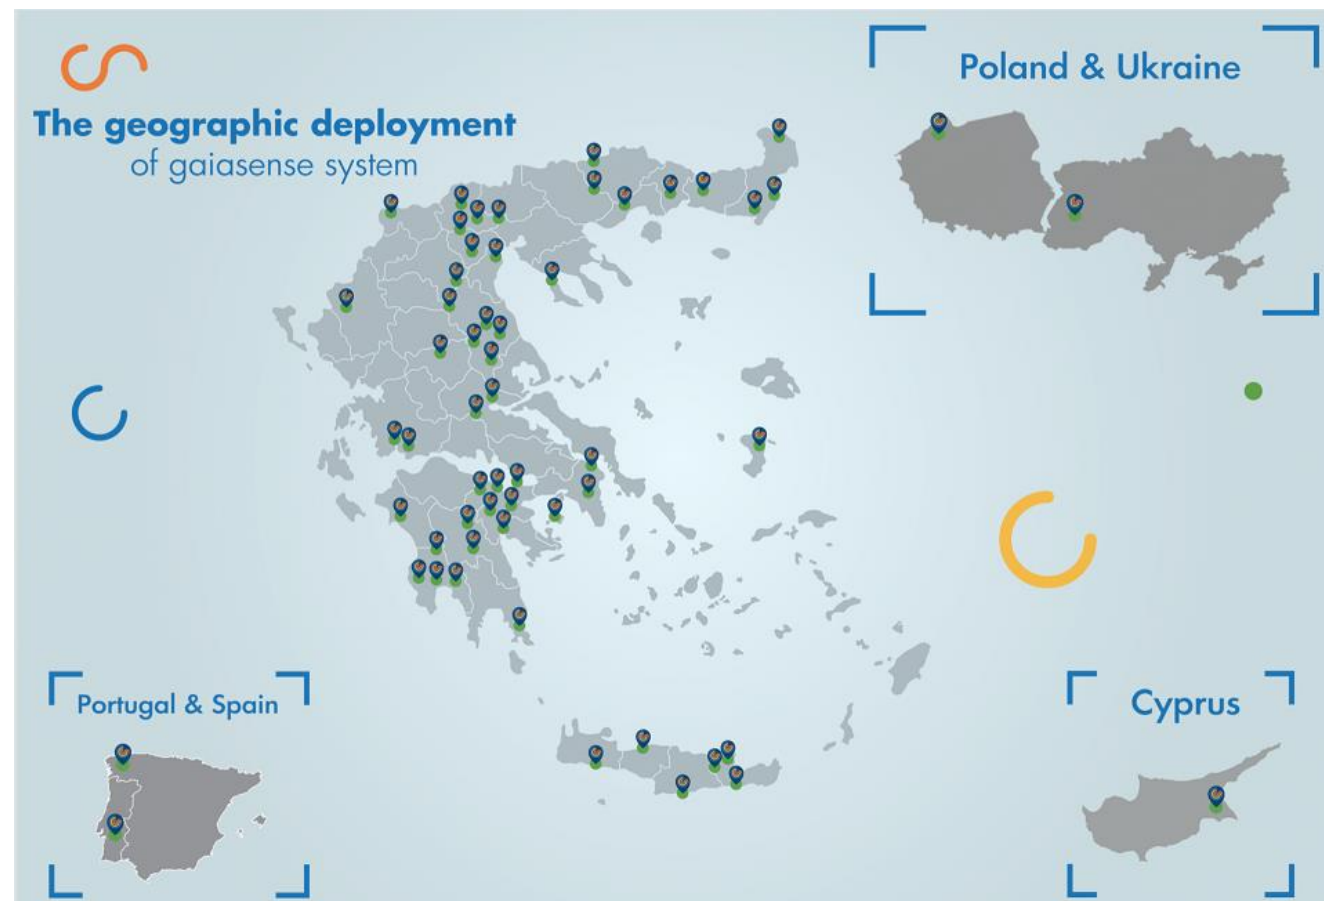 The geographic deployment
of gaiasense system
Poland & Ukraine
Portugal & Spain
Cyprus